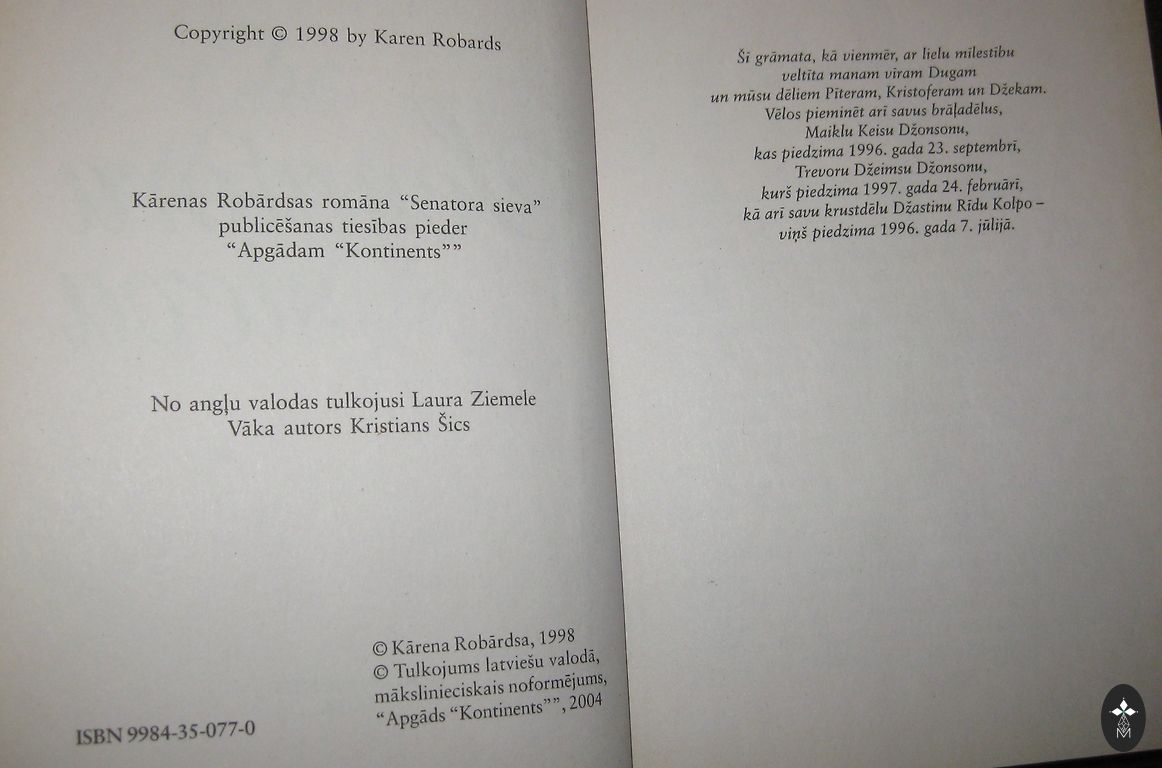 Copyright © 1998 by Karen Robards
Kārenas Robārdsas romāna “Senatora sieva”
publicēšanas tiesības pieder
“Apgādam “Kontinents””
No angļu valodas tulkojusi Laura Ziemele
Vāka autors Kristians Šics
© Kārena Robārdsa, 1998
© Tulkojums latviešu valodā,
mākslinieciskais noformējums,
“Apgāds “Kontinents””, 2004
ISBN 9984-35-077-0
Šī grāmata, kā vienmēr, ar lielu mīlestību
veltīta manam vīram Dugam
un mūsu dēliem Pīteram, Kristoferam un Džekam.
Vēlos pieminēt arī savus brāļadēlus,
Maiklu Keisu Džonsonu,
kas piedzima 1996. gada 23. septembrī,
Trevoru Džeimsu Džonsonu,
kurš piedzima 1997. gada 24. februārī,
kā arī savu krustdēlu Džastinu Rīdu Kolpo –
viņš piedzima 1996. gada 7. jūlijā.
M